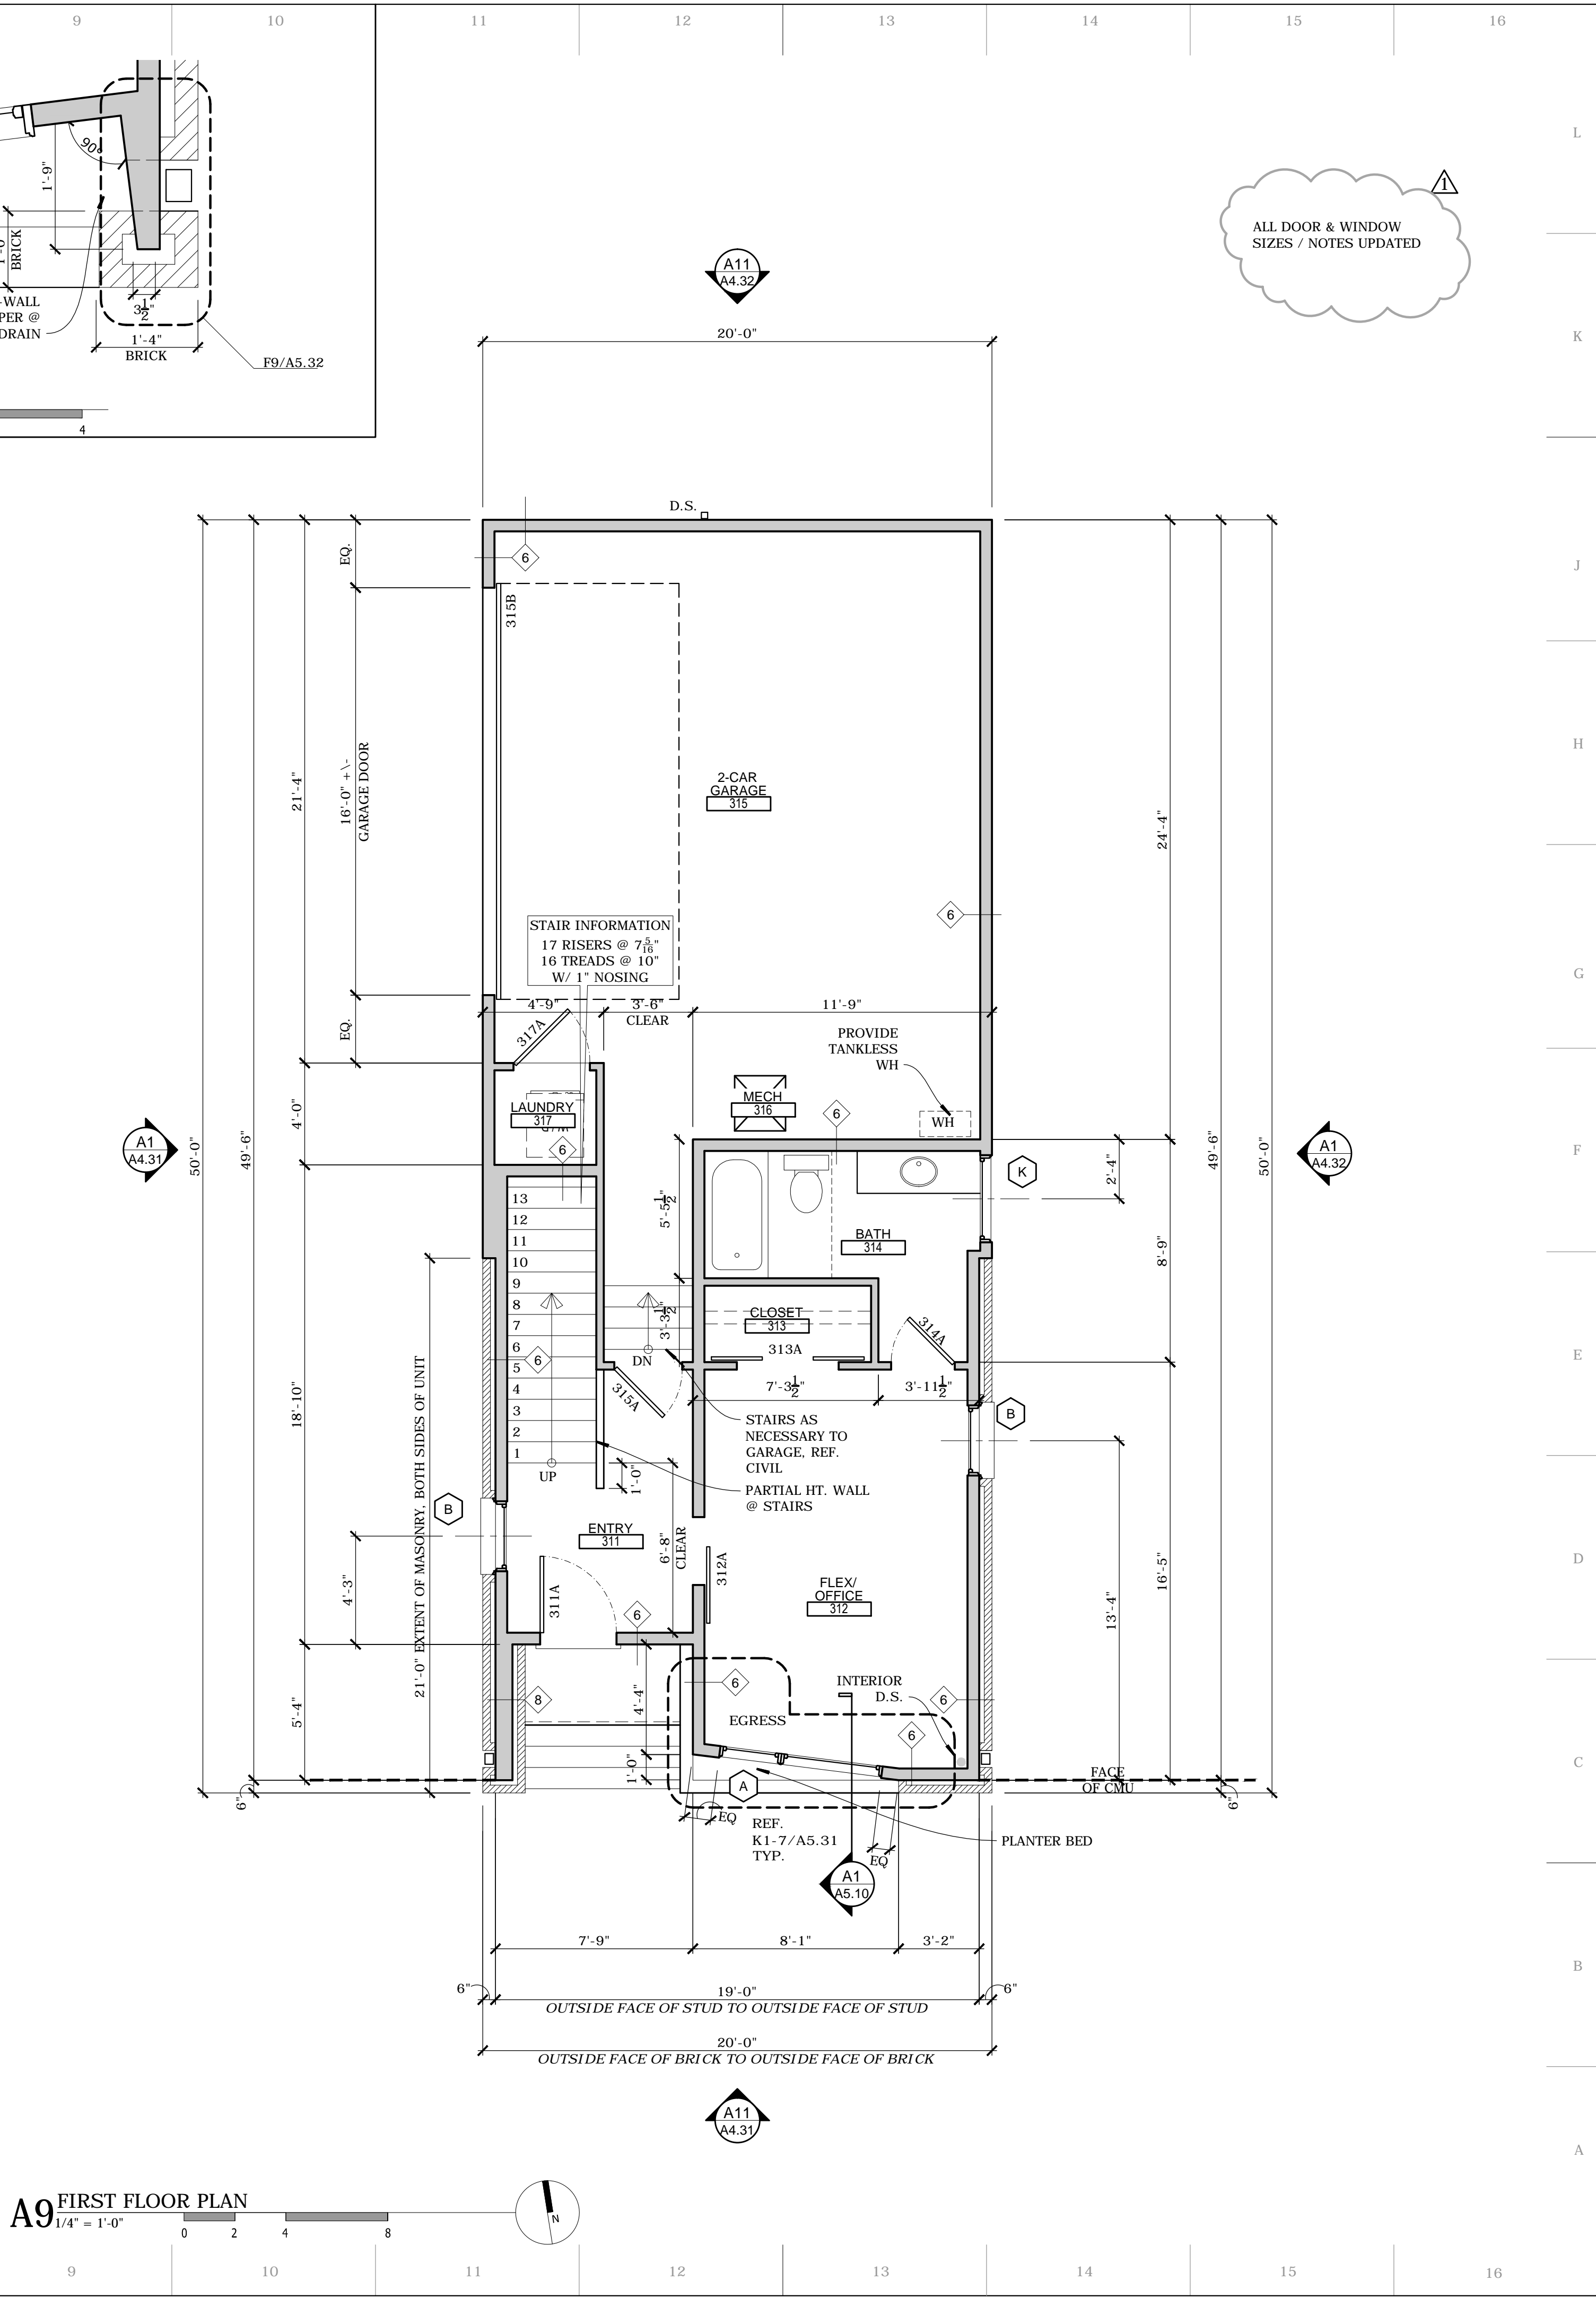 9
10
11
12
13
14
15
16
L
K
J
H
G
F
E
D
C
B
A
90°
1'-9"
BRICK
3 1/2"
1'-4"
BRICK
-WALL
PER @
DRAIN
F9/A5.32
4
1
ALL DOOR & WINDOW
SIZES / NOTES UPDATED
A11
A4.32
20'-0"
D.S.
6
EQ.
315B
21'-4"
16'-0" +\-
GARAGE DOOR
2-CAR
GARAGE
315
24'-4"
6
STAIR INFORMATION
17 RISERS @ 7 5/16"
16 TREADS @ 10"
W/ 1" NOSING
4'-9"
3'-6"
CLEAR
11'-9"
EQ.
317A
PROVIDE
TANKLESS
WH
MECH
316
6
WH
LAUNDRY
317
W/D
6
4'-0"
A1
A4.31
50'-0"
49'-6"
49'-6"
50'-0"
A1
A4.32
2'-4"
K
13
12
11
10
9
8
7
6
5
4
3
2
1
UP
5'-5 1/2"
BATH
314
8'-9"
3'-3 1/2"
CLOSET
313
313A
314A
6
DN
315A
7'-3 1/2"
3'-11 1/2"
B
18'-10"
21'-0" EXTENT OF MASONRY, BOTH SIDES OF UNIT
STAIRS AS
NECESSARY TO
GARAGE, REF.
CIVIL
PARTIAL HT. WALL
@ STAIRS
1'-0"
B
ENTRY
311
6'-8"
CLEAR
312A
4'-3"
311A
6
FLEX/
OFFICE
312
16'-5"
13'-4"
5'-4"
8
4'-4"
6
INTERIOR
D.S.
6
EGRESS
6
1'-0"
A
FACE
OF CMU
6"
6"
EQ
REF.
K1-7/A5.31
TYP.
EQ
PLANTER BED
A1
A5.10
7'-9"
8'-1"
3'-2"
6"
19'-0"
6"
OUTSIDE FACE OF STUD TO OUTSIDE FACE OF STUD
20'-0"
OUTSIDE FACE OF BRICK TO OUTSIDE FACE OF BRICK
A11
A4.31
A9
FIRST FLOOR PLAN
1/4" = 1'-0"
0
2
4
8
N
9
10
11
12
13
14
15
16